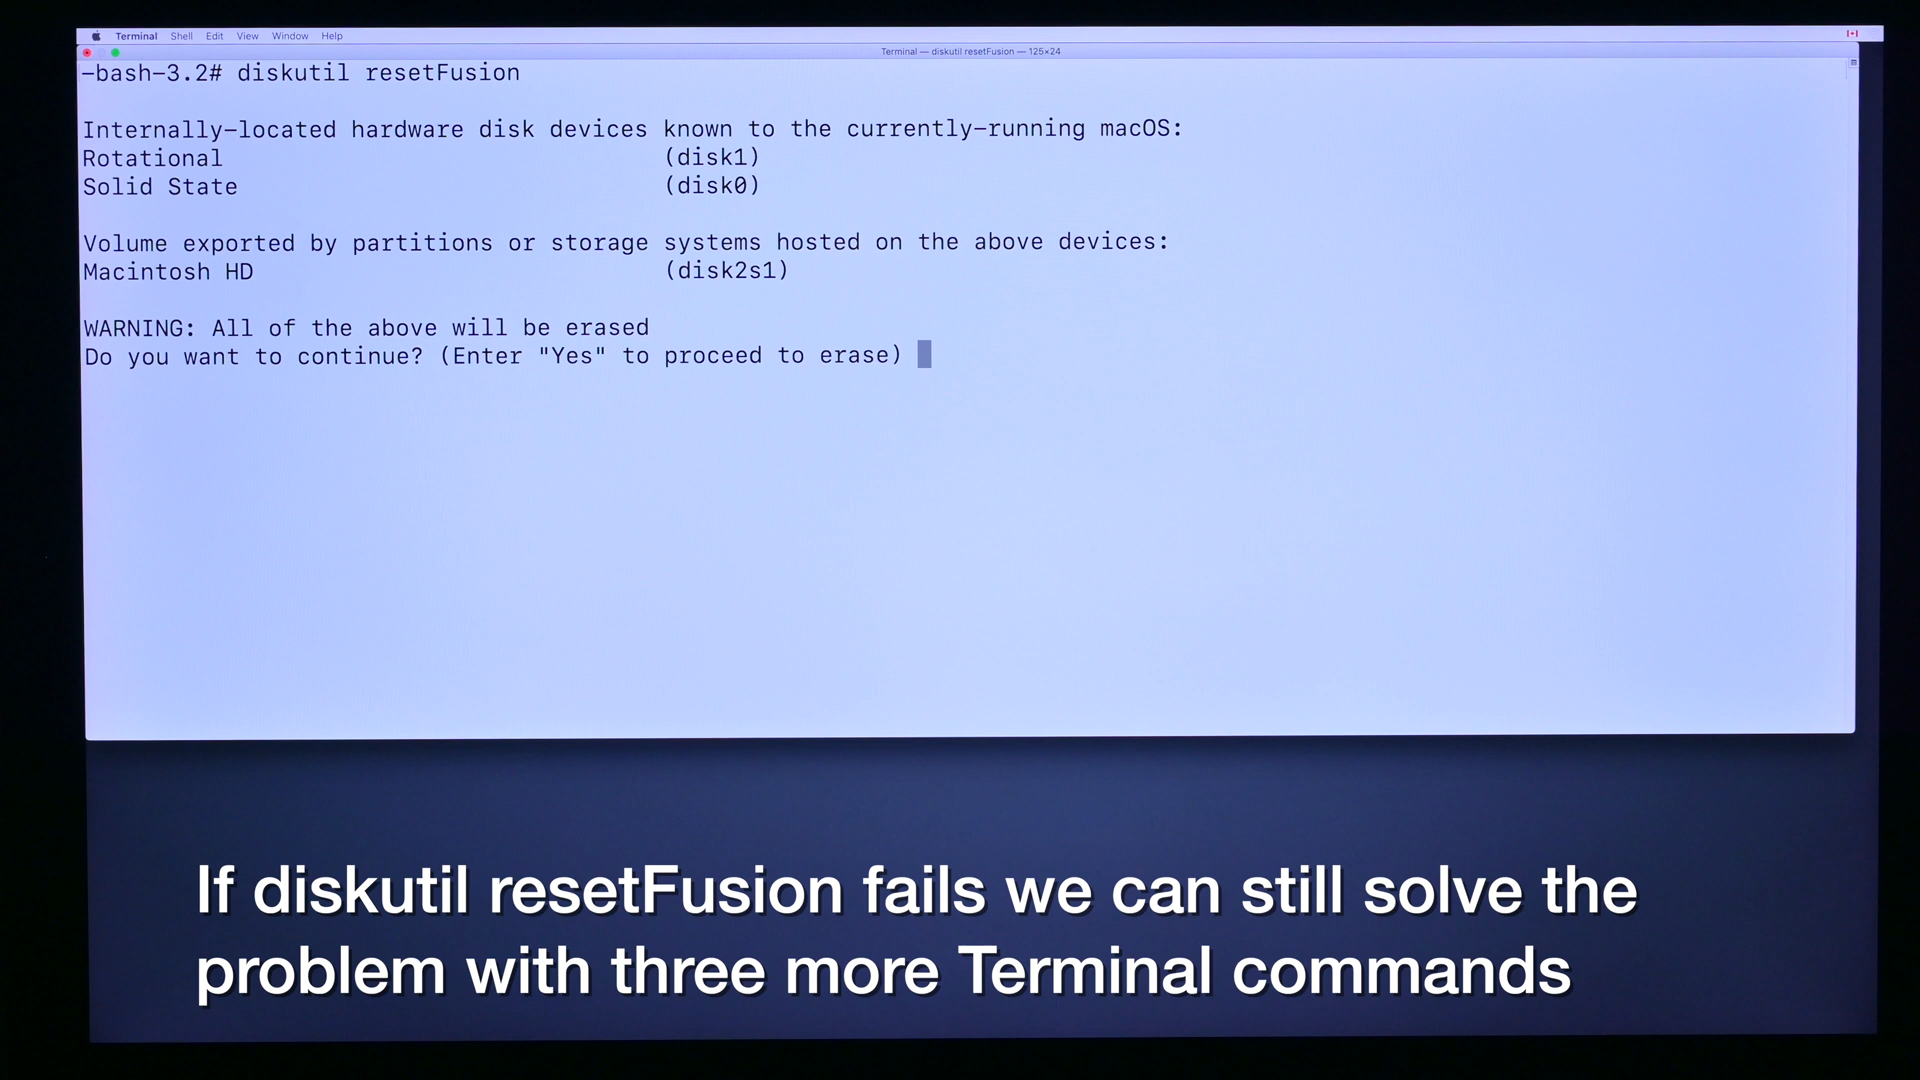 Terminal Shell Edit View Window Help
Terminal — diskutil resetFusion — 125×24
-bash-3.2# diskutil resetFusion
Internally-located hardware disk devices known to the currently-running macOS:
Rotational (disk1)
Solid State (disk0)
Volume exported by partitions or storage systems hosted on the above devices:
Macintosh HD (disk2s1)
WARNING: All of the above will be erased
Do you want to continue? (Enter "Yes" to proceed to erase)
If diskutil resetFusion fails we can still solve the
problem with three more Terminal commands